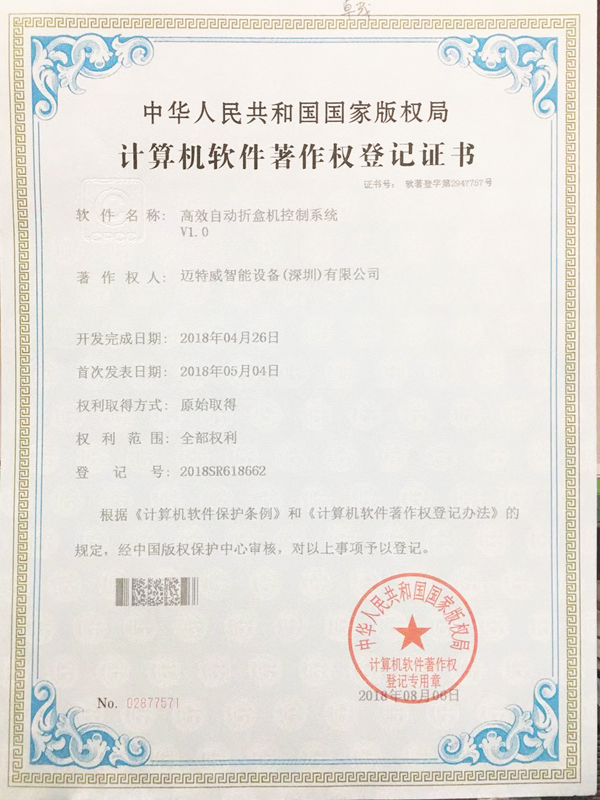 中华人民共和国国家版权局
计算机软件著作权登记证书
证书号: 软著登字第2947757号
软件名称: 高效自动折盒机控制系统
V1.0
著作权人: 迈特威智能设备(深圳)有限公司
开发完成日期: 2018年04月26日
首次发表日期: 2018年05月04日
权利取得方式: 原始取得
权利范围: 全部权利
登记号: 2018SR618662
根据《计算机软件保护条例》和《计算机软件著作权登记办法》的
规定,经中国版权保护中心审核,对以上事项予以登记。
中华人民共和国国家版权局
计算机软件著作权
登记专用章
No. 02877571
2018年08月06日